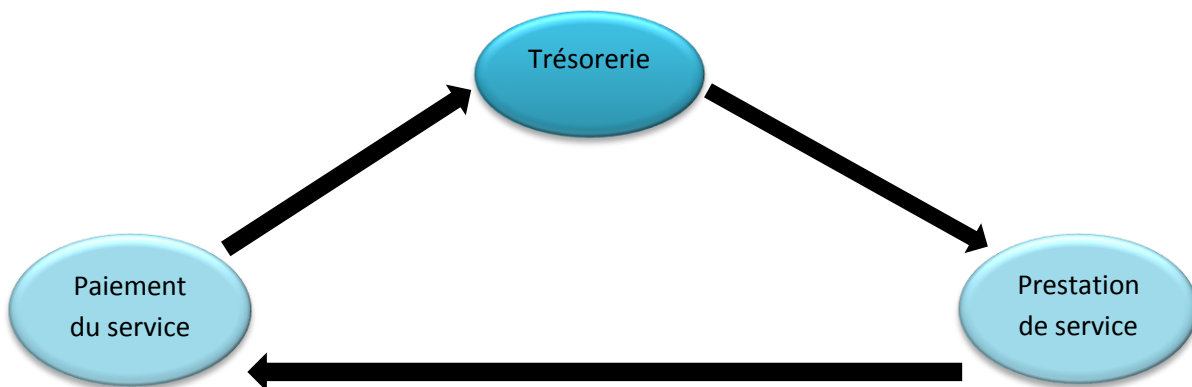 Trésorerie
Paiement
du service
Prestation
de service